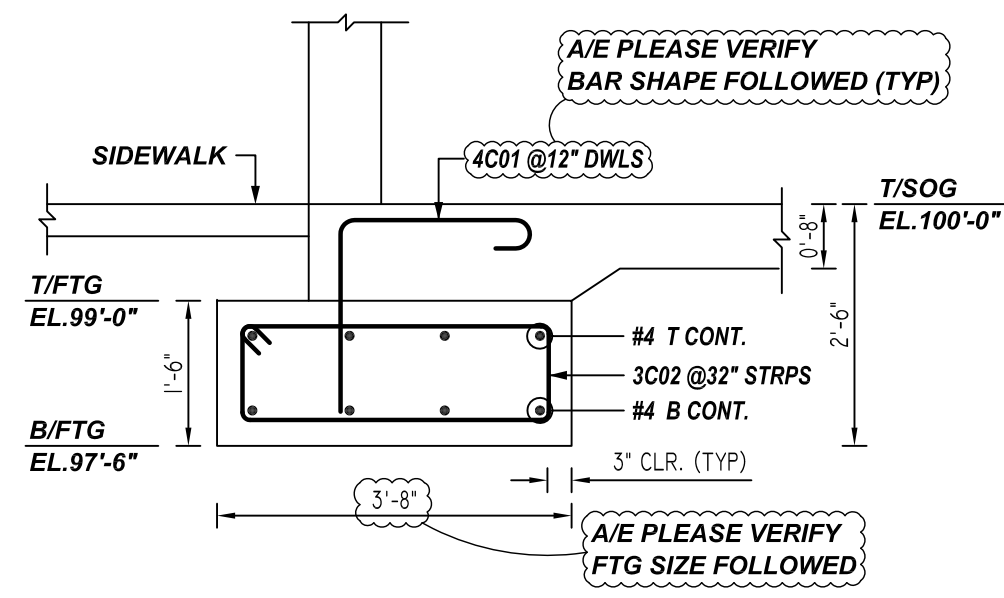 A/E PLEASE VERIFY
BAR SHAPE FOLLOWED (TYP)
SIDEWALK
4C01 @12" DWLS
T/SOG
EL.100'-0"
0'-8"
2'-6"
T/FTG
EL.99'-0"
1'-6"
#4 T CONT.
3C02 @32" STRPS
#4 B CONT.
B/FTG
EL.97'-6"
3" CLR. (TYP)
3'-8"
A/E PLEASE VERIFY
FTG SIZE FOLLOWED